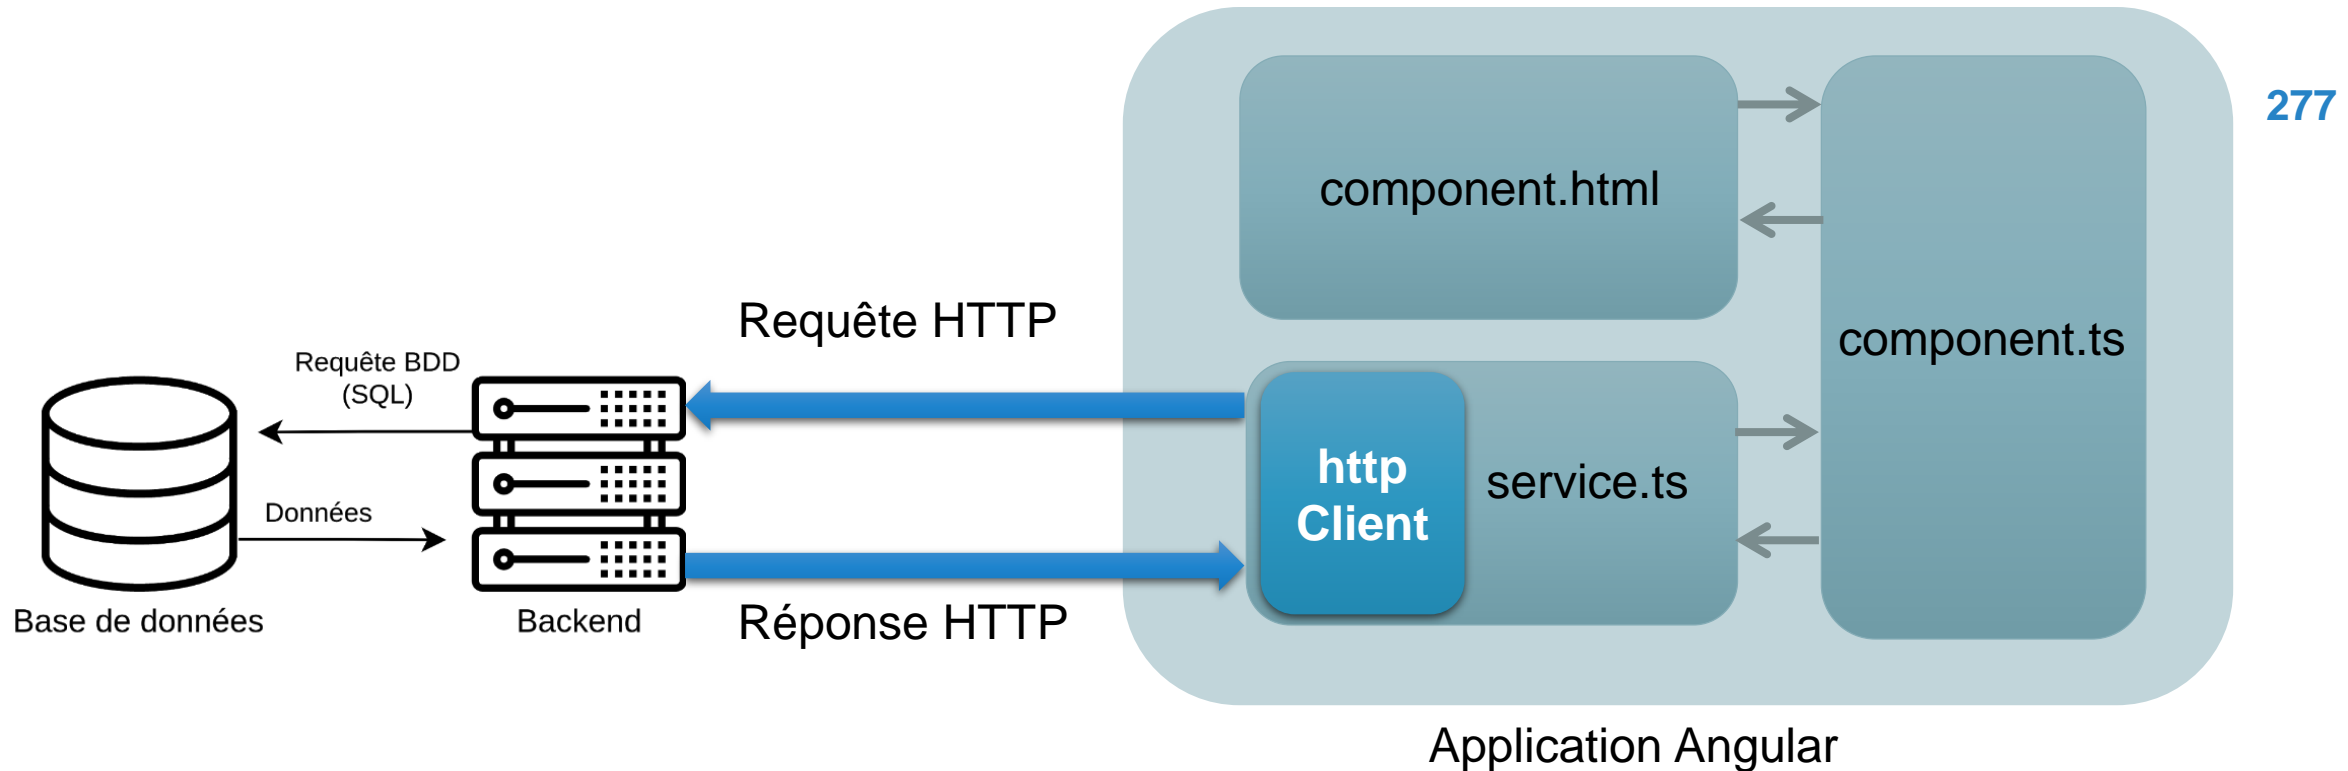 277
component.html
component.ts
Requête HTTP
Requête BDD
(SQL)
http
Client
service.ts
Données
Base de données
Backend
Réponse HTTP
Application Angular